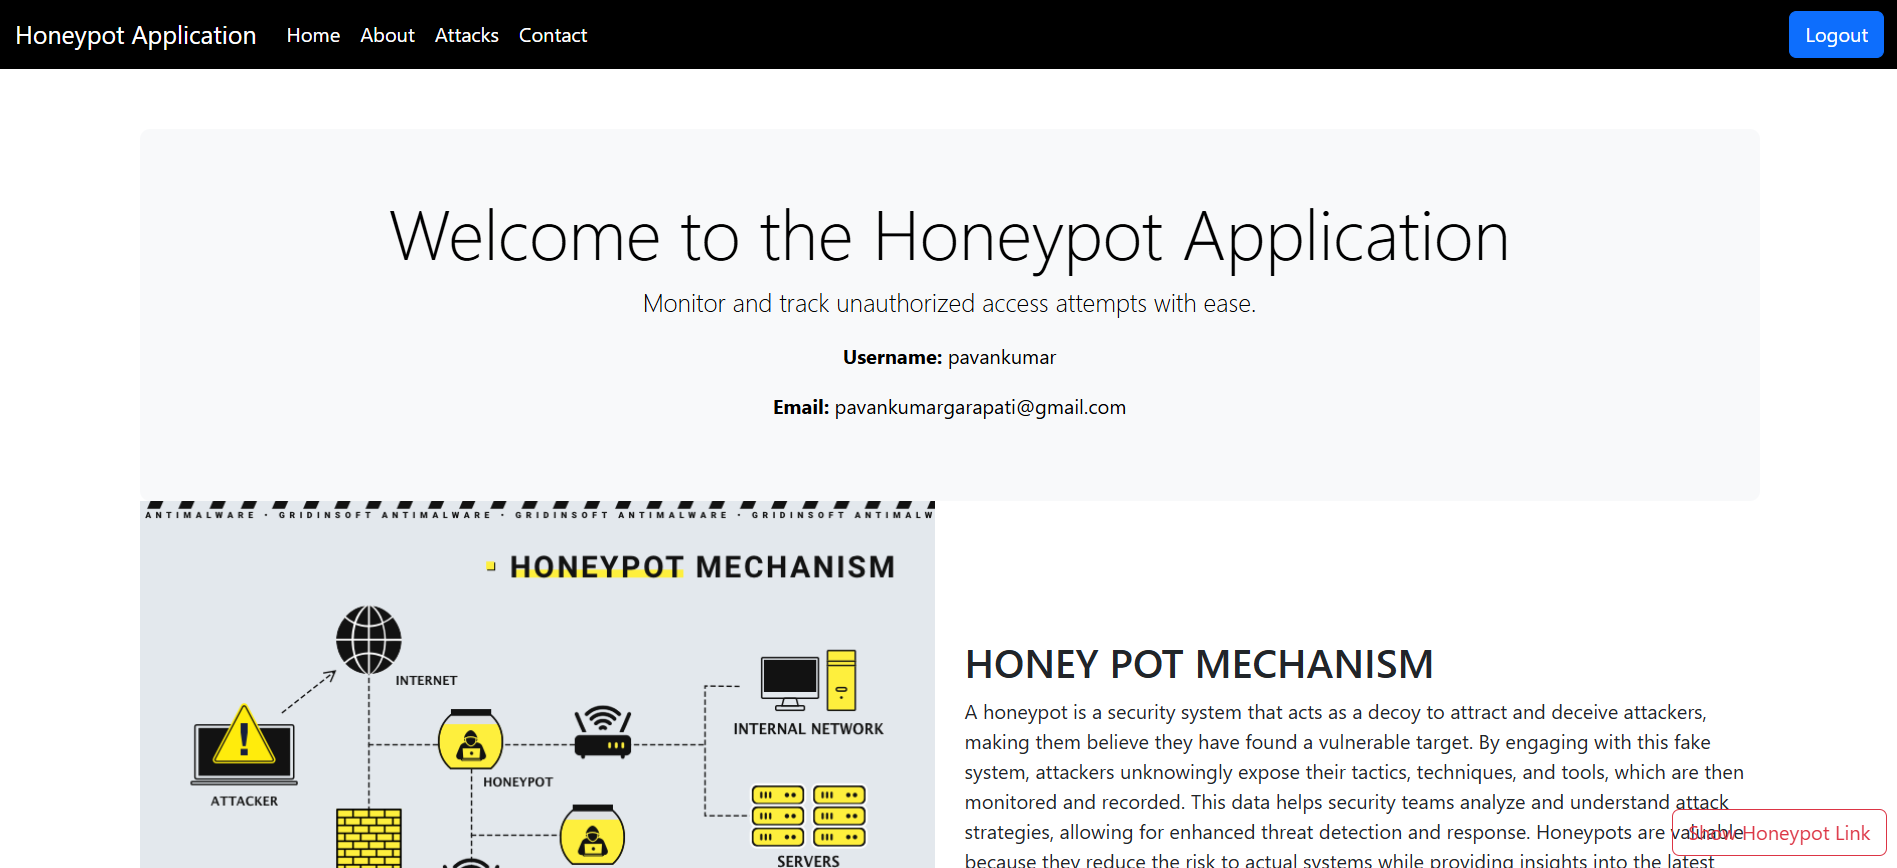 Honeypot Application
Home
About
Attacks
Contact
Logout
Welcome to the Honeypot Application
Monitor and track unauthorized access attempts with ease.
Username: pavankumar
Email: pavankumargarapati@gmail.com
ANTIMALWARE · GRIDINSOFT ANTIMALWARE · GRIDINSOFT ANTIMALWARE · GRIDINSOFT ANTIMALW
HONEYPOT MECHANISM
INTERNET
ATTACKER
HONEYPOT
INTERNAL NETWORK
SERVERS
HONEY POT MECHANISM
A honeypot is a security system that acts as a decoy to attract and deceive attackers,
making them believe they have found a vulnerable target. By engaging with this fake
system, attackers unknowingly expose their tactics, techniques, and tools, which are then
monitored and recorded. This data helps security teams analyze and understand attack
strategies, allowing for enhanced threat detection and response. Honeypots are valuable
because they reduce the risk to actual systems while providing insights into the latest
Show Honeypot Link